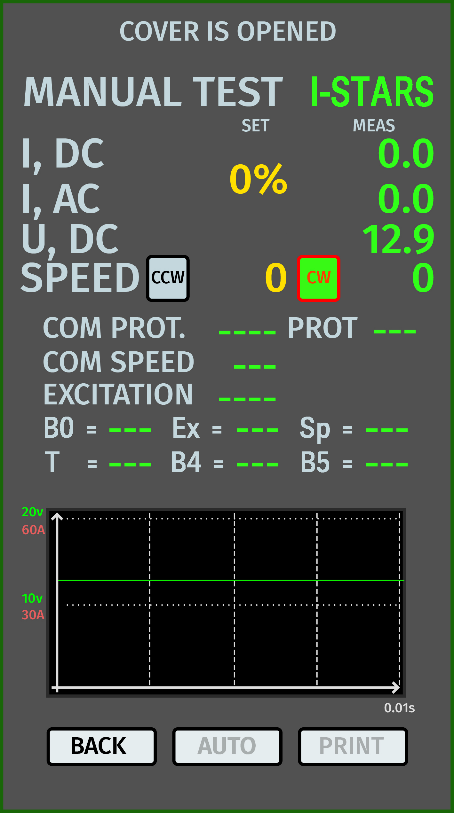 COVER IS OPENED
MANUAL TEST I-STARS
SET MEAS
I, DC 0.0
0%
I, AC 0.0
U, DC 12.9
SPEED CCW 0 CW 0
COM PROT. ---- PROT ---
COM SPEED ---
EXCITATION ----
B0 = --- Ex = --- Sp = ---
T = --- B4 = --- B5 = ---
20v
60A
10v
30A
0.01s
BACK AUTO PRINT